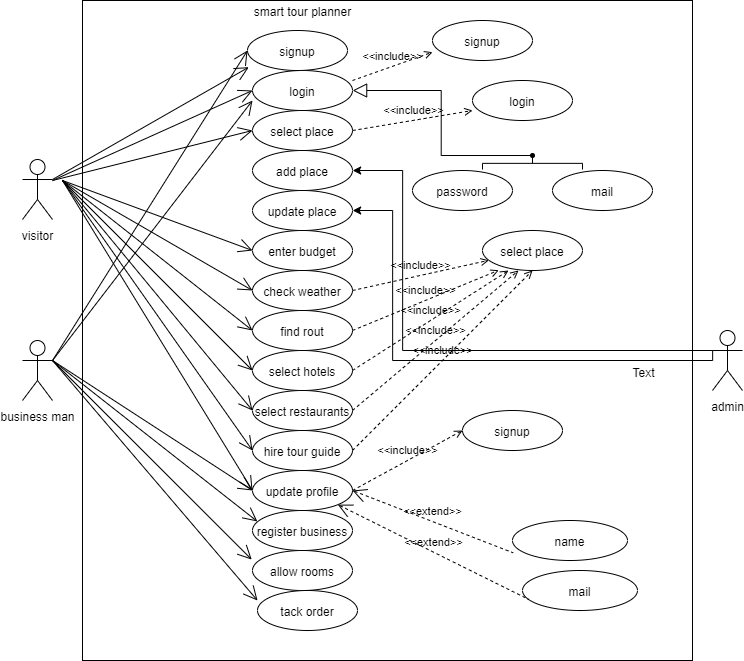 smart tour planner
signup
signup
<<include>>
login
login
<<include>>
select place
add place
password
mail
update place
visitor
enter budget
select place
<<include>>
check weather
<<include>>
<<include>>
find rout
<<include>>
<<include>>
select hotels
Text
admin
business man
select restaurants
signup
hire tour guide
<<include>>
update profile
<<extend>>
register business
name
<<extend>>
allow rooms
mail
tack order